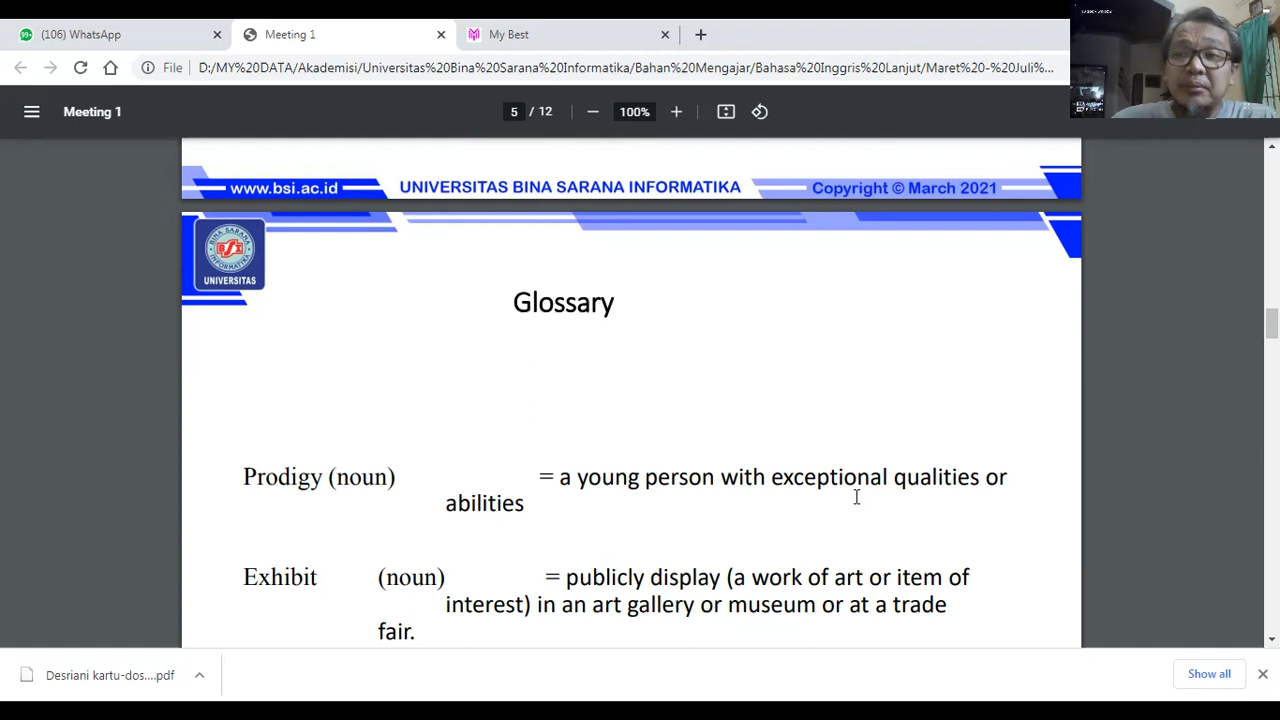 (106) WhatsApp
Meeting 1
My Best
File D:/MY%20DATA/Akademisi/Universitas%20Bina%20Sarana%20Informatika/Bahan%20Mengajar/Bahasa%20Inggris%20Lanjut/Maret%20-%20Juli%...
Meeting 1
5 / 12
100%
www.bsi.ac.id UNIVERSITAS BINA SARANA INFORMATIKA Copyright © March 2021
BINA SARANA
BSI
INFORMATIKA
UNIVERSITAS
Glossary
Prodigy (noun) = a young person with exceptional qualities or
abilities
Exhibit (noun) = publicly display (a work of art or item of
interest) in an art gallery or museum or at a trade
fair.
Desriani kartu-dos....pdf
Show all